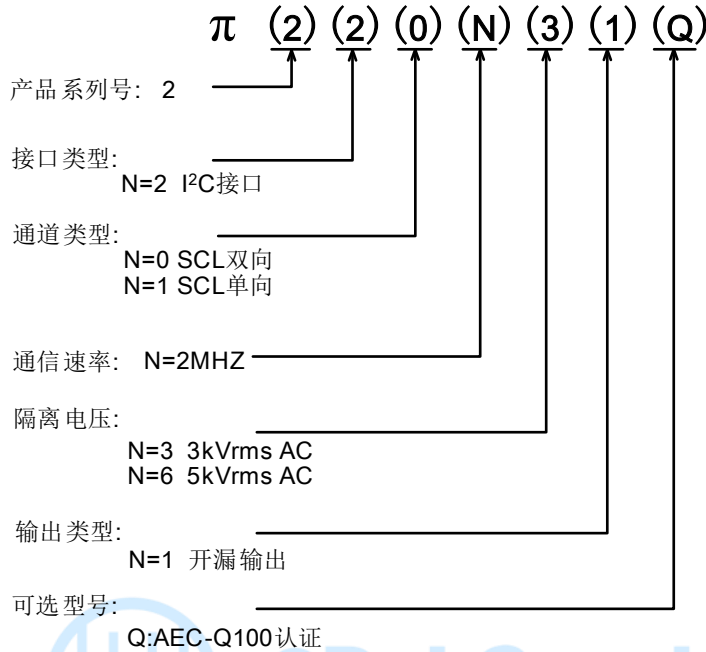 π (2) (2) (0) (N) (3) (1) (Q)
产品系列号: 2
接口类型:
N=2 I²C接口
通道类型:
N=0 SCL双向
N=1 SCL单向
通信速率: N=2MHZ
隔离电压:
N=3 3kVrms AC
N=6 5kVrms AC
输出类型:
N=1 开漏输出
可选型号:
Q:AEC-Q100认证